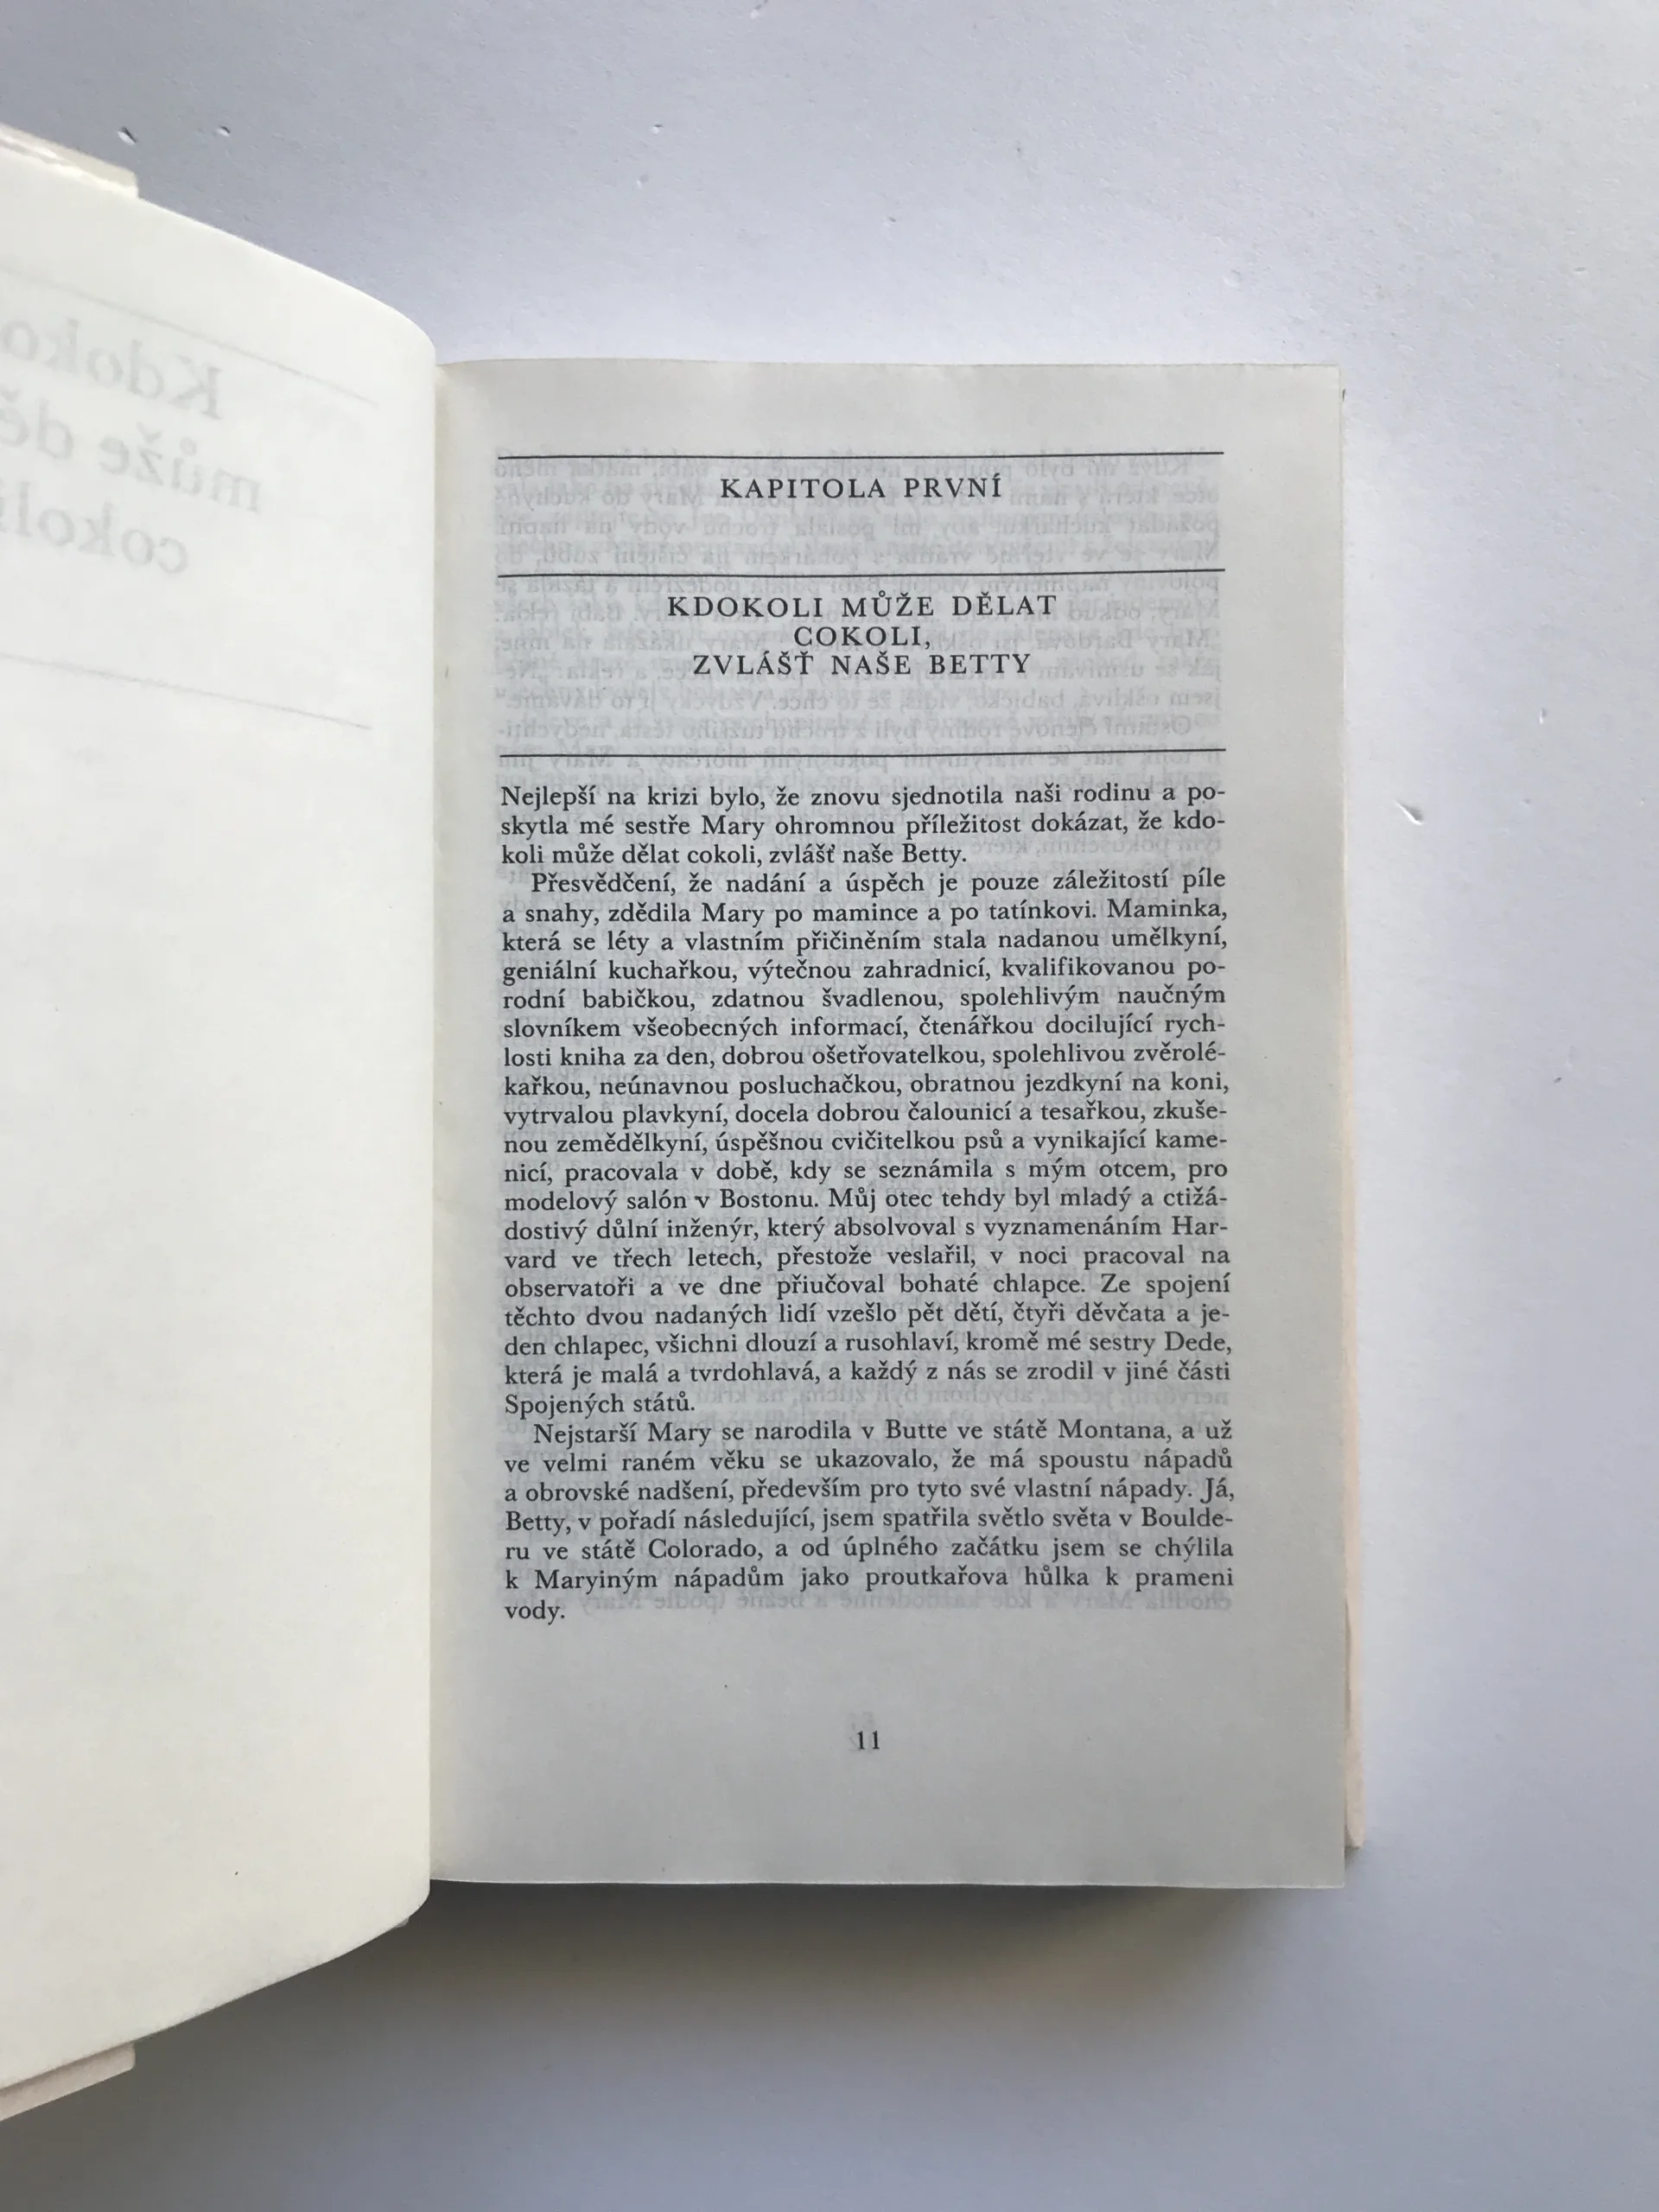 KAPITOLA PRVNÍ
KDOKOLI MŮŽE DĚLAT
COKOLI,
ZVLÁŠŤ NAŠE BETTY
Nejlepší na krizi bylo, že znovu sjednotila naši rodinu a po-
skytla mé sestře Mary ohromnou příležitost dokázat, že kdo-
koli může dělat cokoli, zvlášť naše Betty.
Přesvědčení, že nadání a úspěch je pouze záležitostí píle
a snahy, zdědila Mary po mamince a po tatínkovi. Maminka,
která se léty a vlastním přičiněním stala nadanou umělkyní,
geniální kuchařkou, výtečnou zahradnicí, kvalifikovanou po-
rodní babičkou, zdatnou švadlenou, spolehlivým naučným
slovníkem všeobecných informací, čtenářkou docilující rych-
losti kniha za den, dobrou ošetřovatelkou, spolehlivou zvěrolé-
kařkou, neúnavnou posluchačkou, obratnou jezdkyní na koni,
vytrvalou plavkyní, docela dobrou čalounicí a tesařkou, zkuše-
nou zemědělkyní, úspěšnou cvičitelkou psů a vynikající kame-
nicí, pracovala v době, kdy se seznámila s mým otcem, pro
modelový salón v Bostonu. Můj otec tehdy byl mladý a ctižá-
dostivý důlní inženýr, který absolvoval s vyznamenáním Har-
vard ve třech letech, přestože veslařil, v noci pracoval na
observatoři a ve dne přiučoval bohaté chlapce. Ze spojení
těchto dvou nadaných lidí vzešlo pět dětí, čtyři děvčata a je-
den chlapec, všichni dlouzí a rusohlaví, kromě mé sestry Dede,
která je malá a tvrdohlavá, a každý z nás se zrodil v jiné části
Spojených států.
Nejstarší Mary se narodila v Butte ve státě Montana, a už
ve velmi raném věku se ukazovalo, že má spoustu nápadů
a obrovské nadšení, především pro tyto své vlastní nápady. Já,
Betty, v pořadí následující, jsem spatřila světlo světa v Boulde-
ru ve státě Colorado, a od úplného začátku jsem se chýlila
k Maryiným nápadům jako proutkařova hůlka k prameni
vody.
11